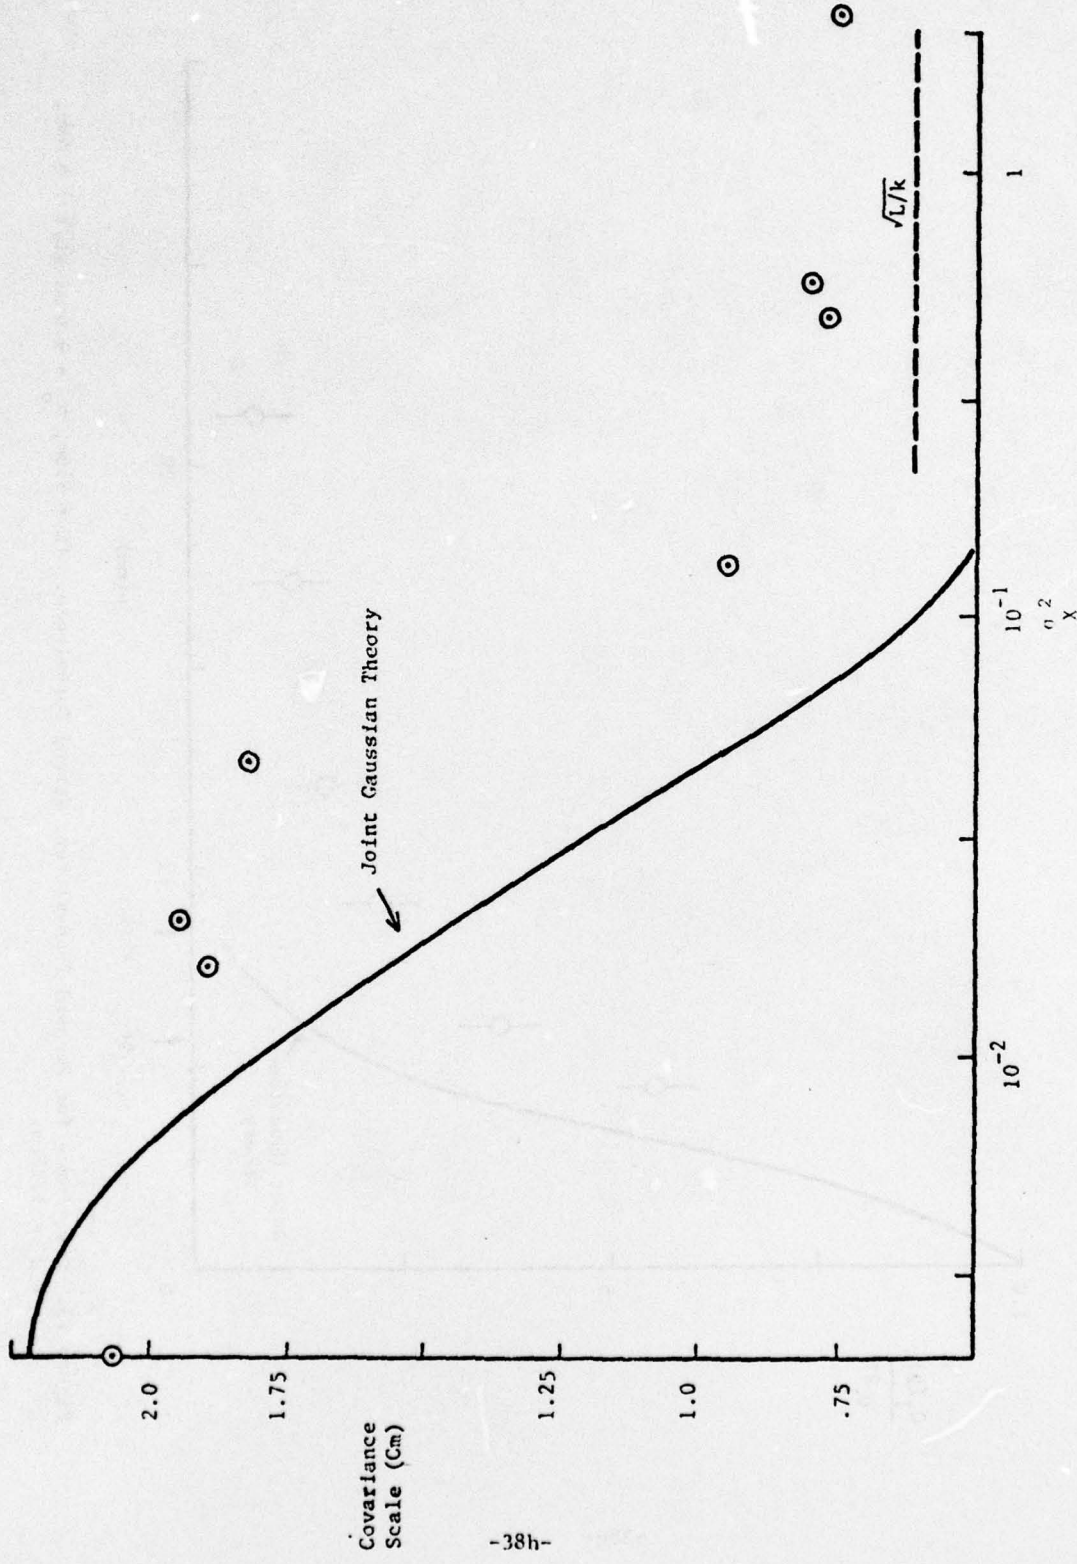 Covariance
Scale (Cm)
2.0
1.75
1.25
1.0
.75
Joint Gaussian Theory
√L/k
10⁻²
10⁻¹
1
X
-38h-